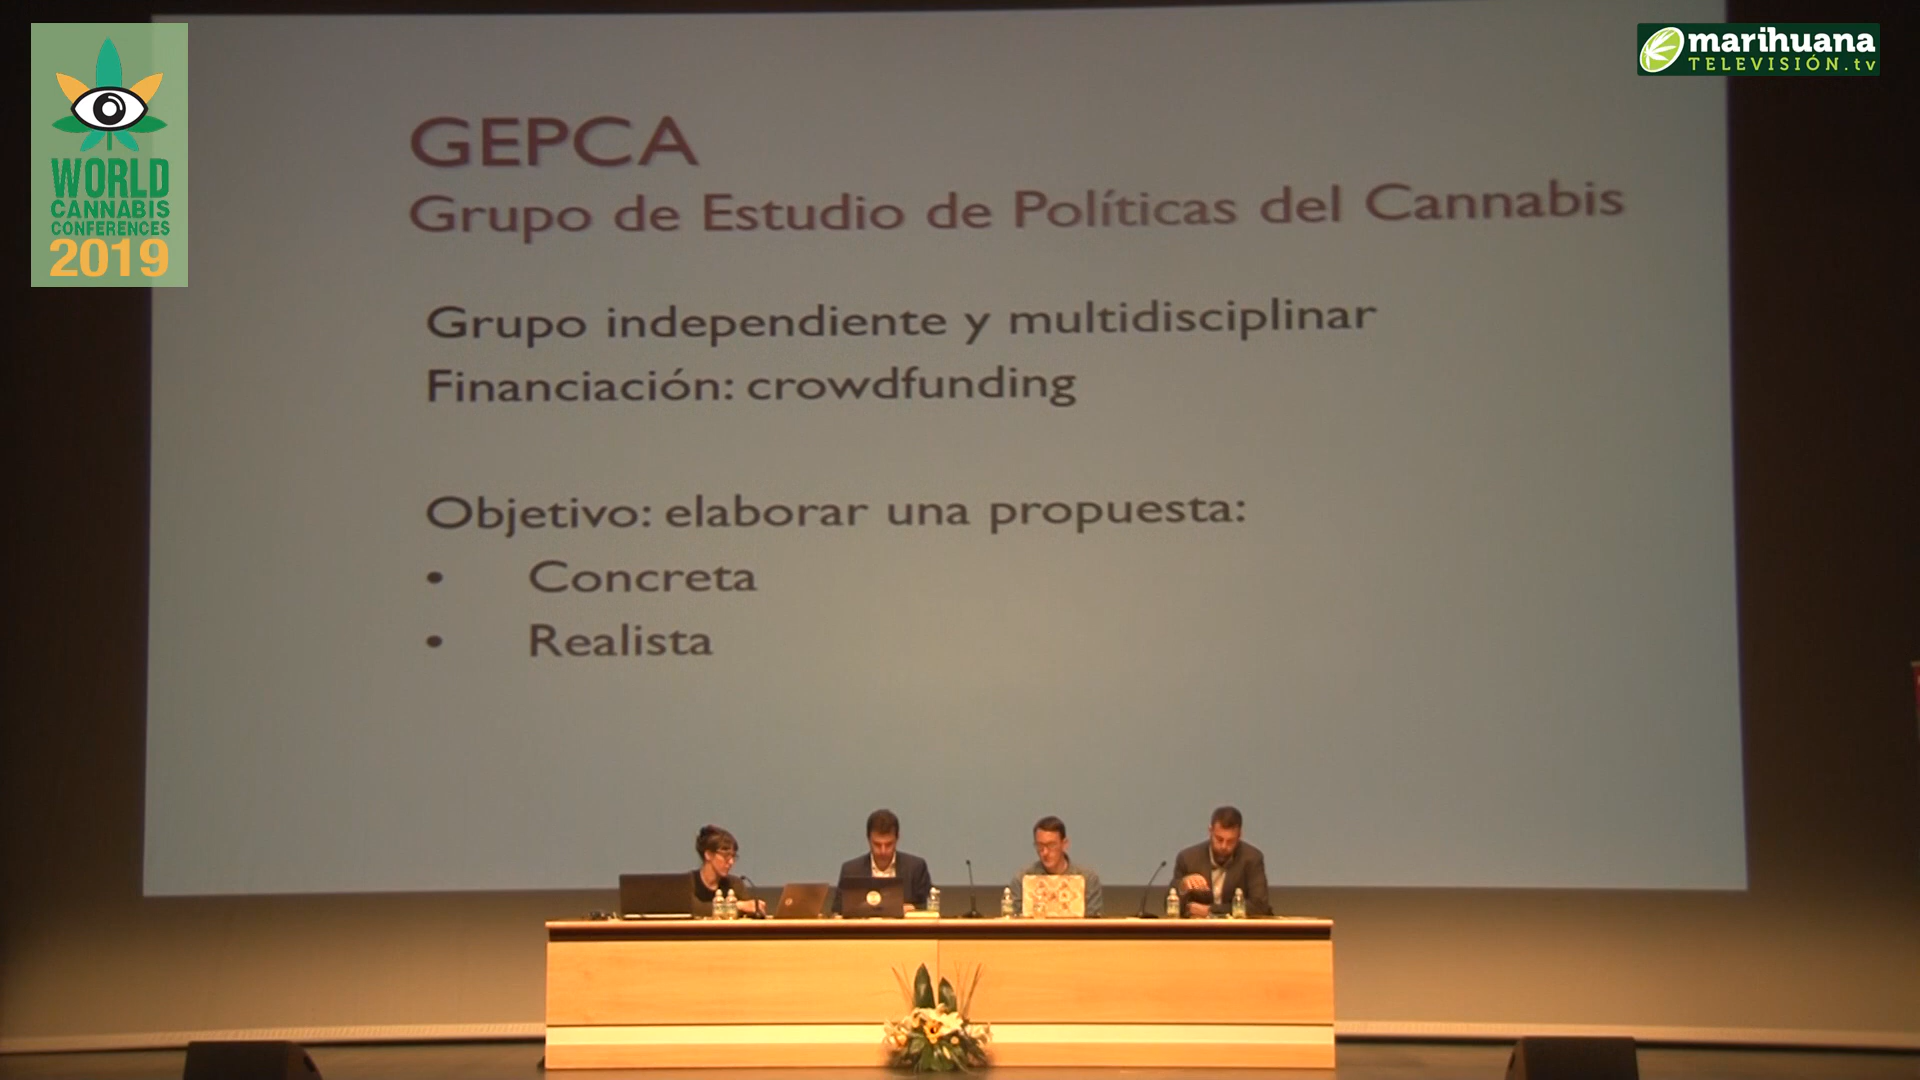 WORLD
CANNABIS
CONFERENCES
2019
marihuana
TELEVISIÓN.tv
GEPCA
Grupo de Estudio de Políticas del Cannabis
Grupo independiente y multidisciplinar
Financiación: crowdfunding
Objetivo: elaborar una propuesta:
• Concreta
• Realista